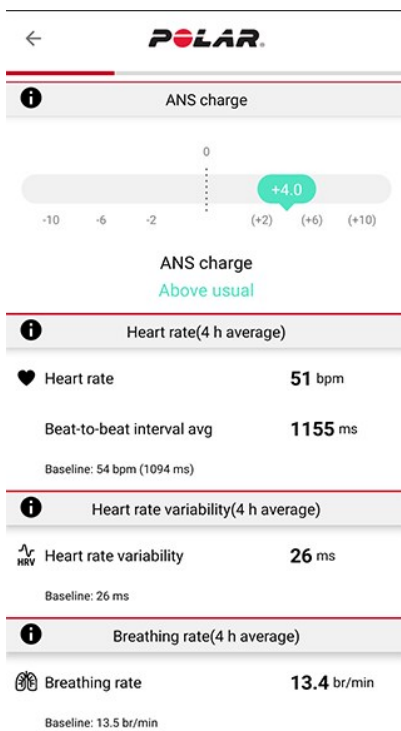 POLAR.
ANS charge
0
+4.0
-10 -6 -2 (+2) (+6) (+10)
ANS charge
Above usual
Heart rate(4 h average)
Heart rate 51 bpm
Beat-to-beat interval avg 1155 ms
Baseline: 54 bpm (1094 ms)
Heart rate variability(4 h average)
HRV Heart rate variability 26 ms
Baseline: 26 ms
Breathing rate(4 h average)
Breathing rate 13.4 br/min
Baseline: 13.5 br/min